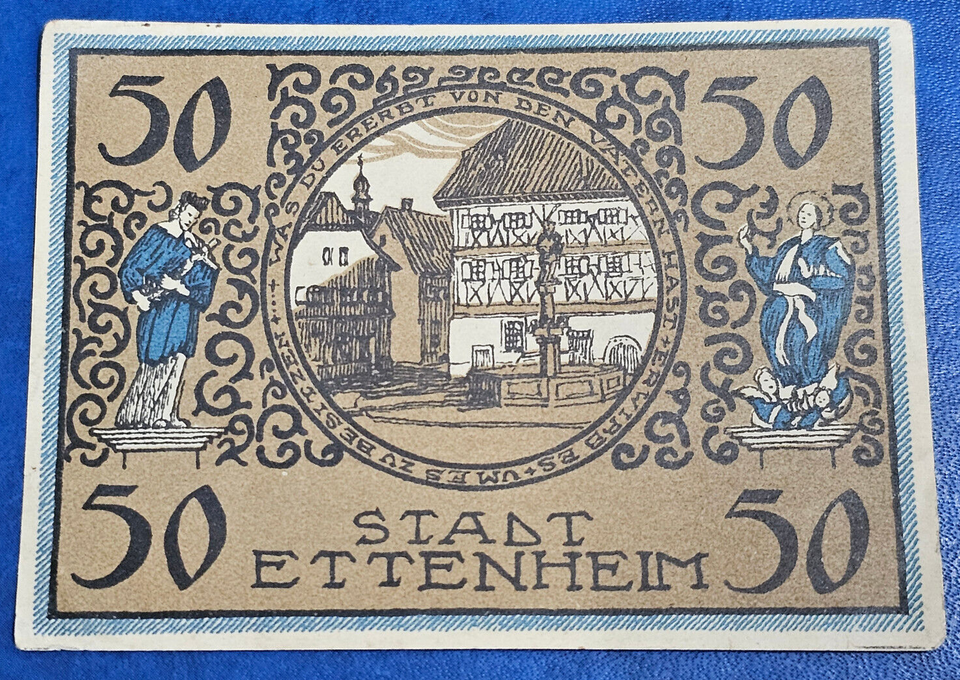 50 50
WAS DU ERERBT VON DEN VÄTERN HAST + ERWIRB ES + UM ES ZU BESITZEN +
50 50
STADT
ETTENHEIM